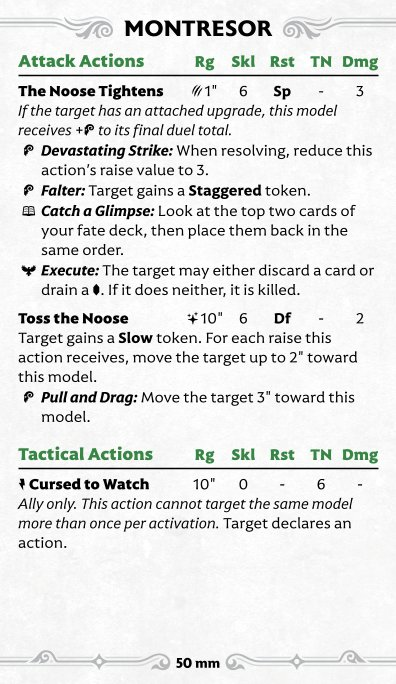 MONTRESOR
Attack Actions Rg Skl Rst TN Dmg
The Noose Tightens 1" 6 Sp - 3
If the target has an attached upgrade, this model
receives + to its final duel total.
Devastating Strike: When resolving, reduce this
action's raise value to 3.
Falter: Target gains a Staggered token.
Catch a Glimpse: Look at the top two cards of
your fate deck, then place them back in the
same order.
Execute: The target may either discard a card or
drain a . If it does neither, it is killed.
Toss the Noose 10" 6 Df - 2
Target gains a Slow token. For each raise this
action receives, move the target up to 2" toward
this model.
Pull and Drag: Move the target 3" toward this
model.
Tactical Actions Rg Skl Rst TN Dmg
Cursed to Watch 10" 0 - 6 -
Ally only. This action cannot target the same model
more than once per activation. Target declares an
action.
50 mm